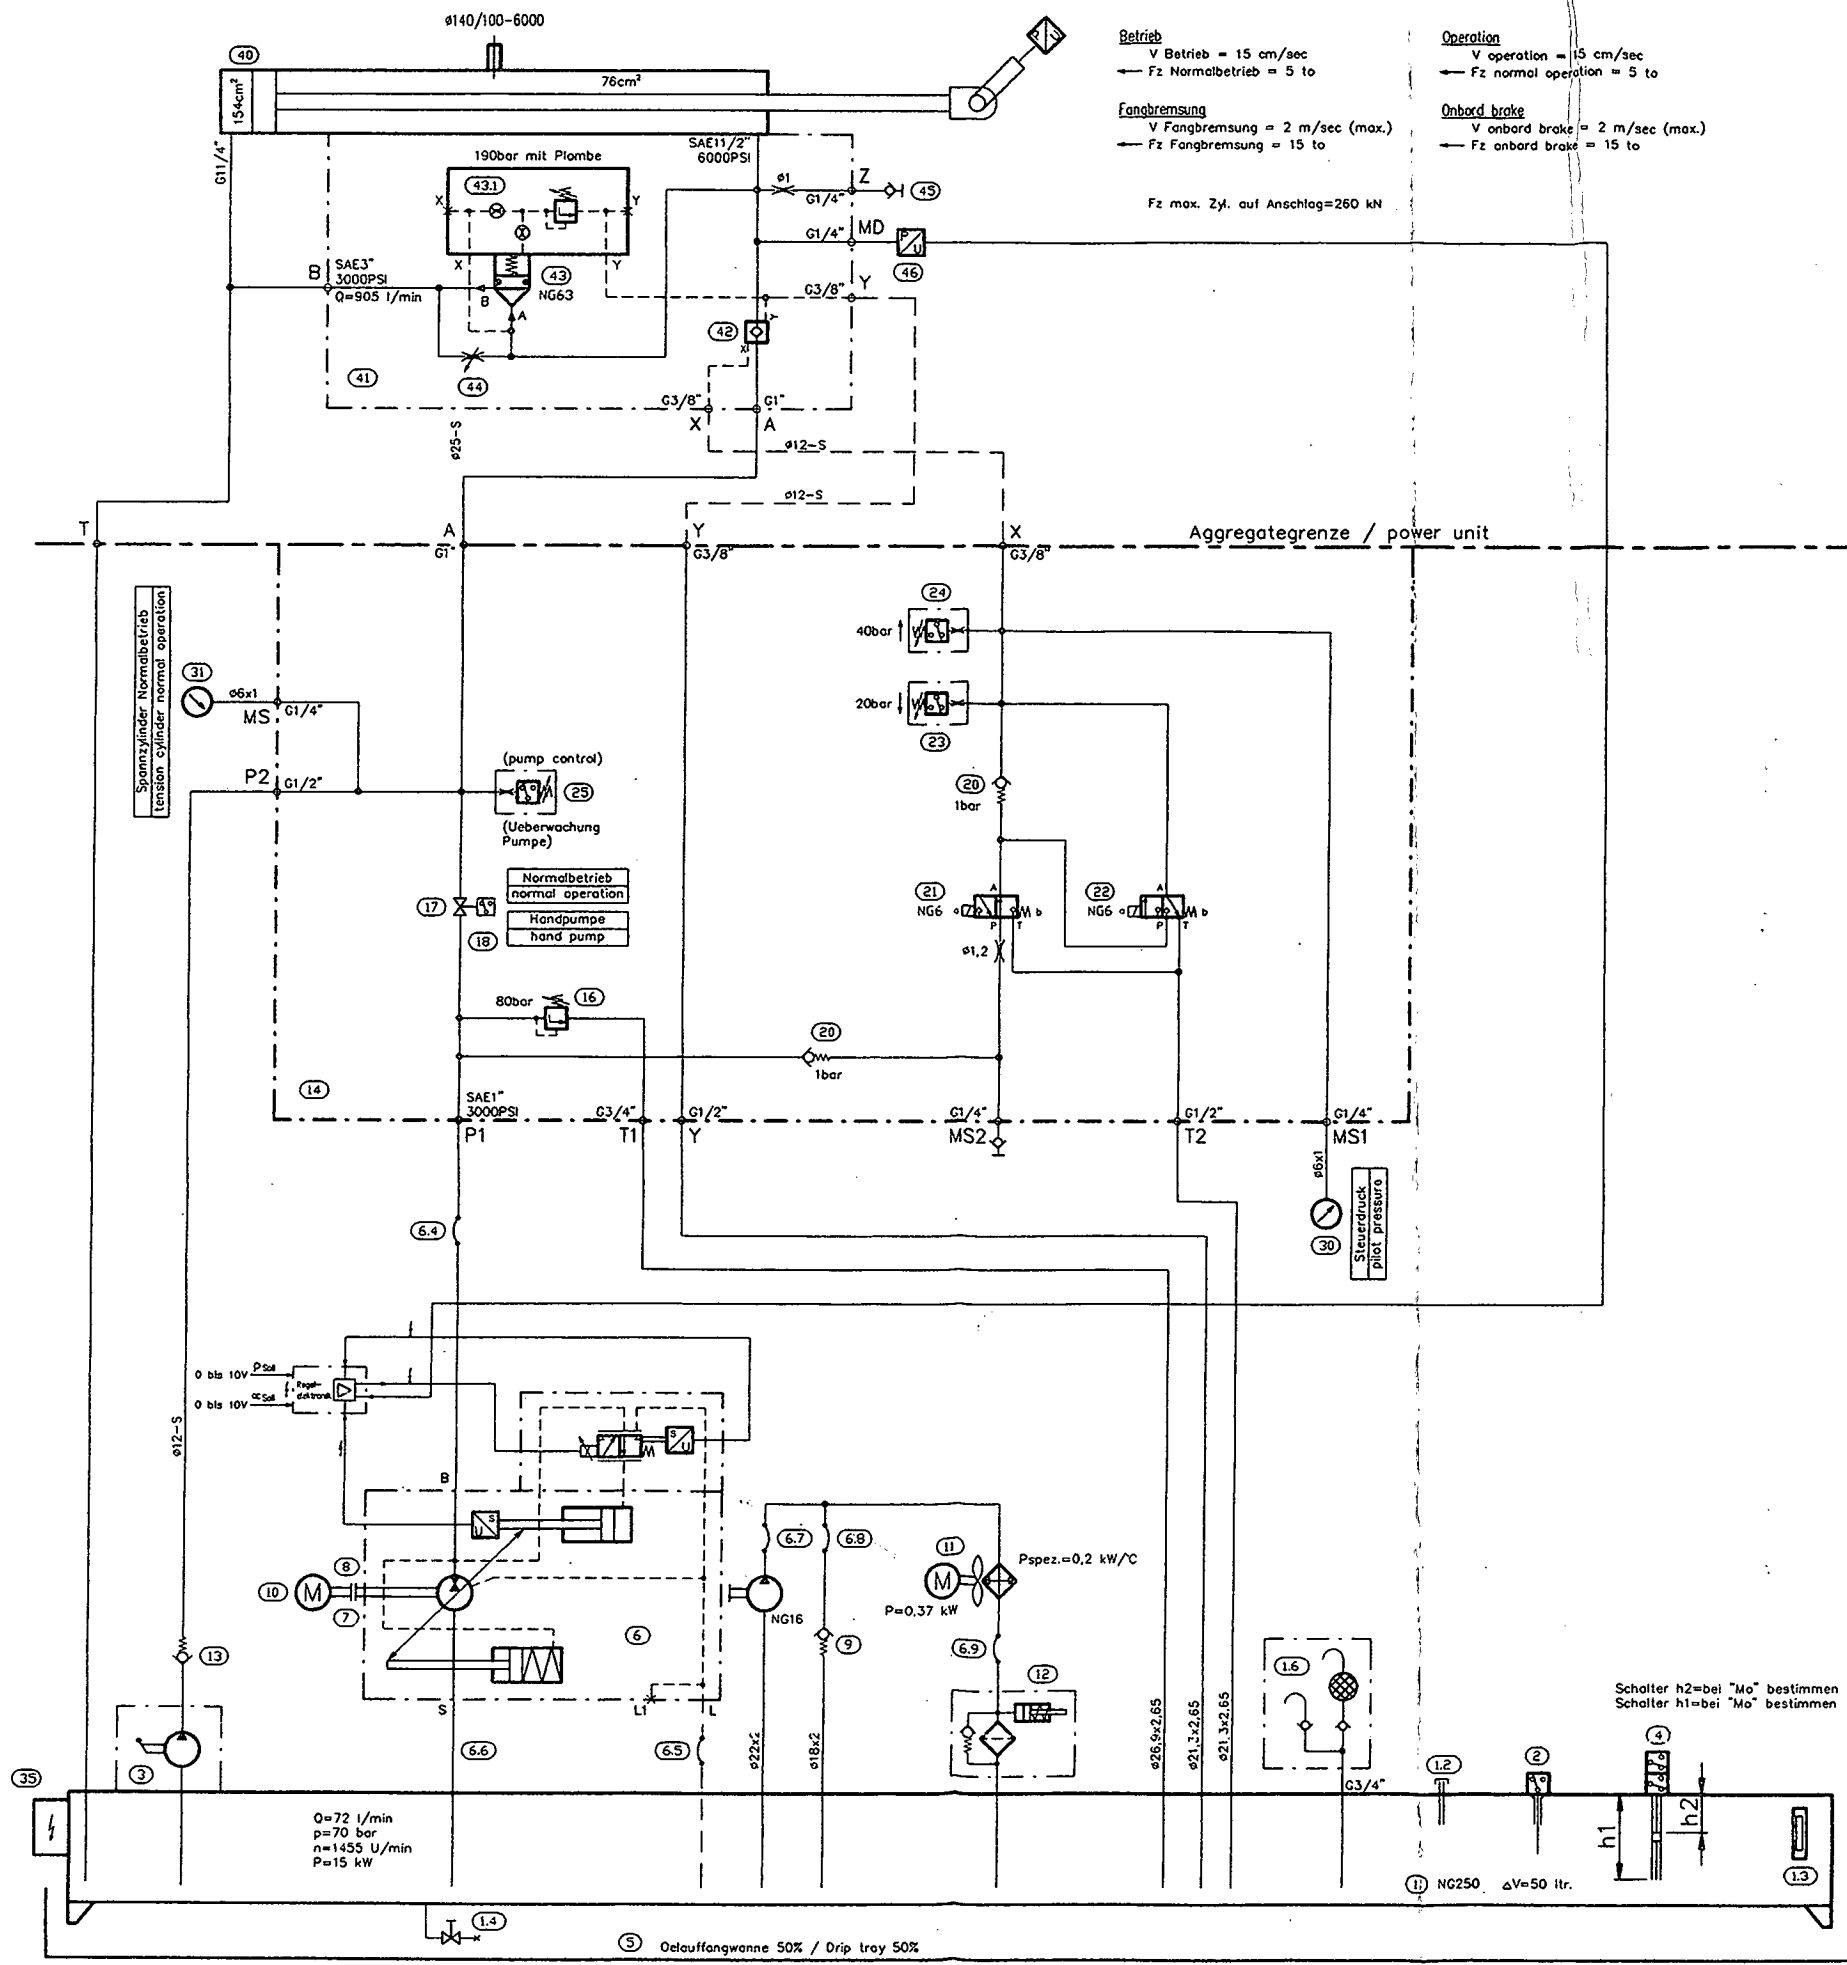 ø140/100-6000
40
154cm²
76cm²
Betrieb
V Betrieb = 15 cm/sec
Fz Normalbetrieb = 5 to
Fangbremsung
V Fangbremsung = 2 m/sec (max.)
Fz Fangbremsung = 15 to
Operation
V operation = 15 cm/sec
Fz normal operation = 5 to
Onbord brake
V onbord brake = 2 m/sec (max.)
Fz onbord brake = 15 to
Fz max. Zyl. auf Anschlag=260 kN
G11/4"
190bar mit Plombe
SAE11/2"
6000PSI
43.1
X
Y
X
Y
ø1
Z
G1/4"
45
G1/4"
MD
P
U
46
B
SAE3"
3000PSI
Q=905 l/min
B
43
NG63
A
G3/8"
Y
42
Y
X
41
44
G3/8"
G1"
X
A
ø25-S
ø12-S
ø12-S
T
A
G1"
Y
G3/8"
X
G3/8"
Aggregategrenze / power unit
Spannzylinder Normalbetrieb
tension cylinder normal operation
31
ø6x1
MS
G1/4"
P2
G1/2"
(pump control)
25
(Ueberwachung
Pumpe)
24
40bar
20bar
23
20
1bar
17
18
Normalbetrieb
normal operation
Handpumpe
hand pump
21
NG6
a
A
b
P
T
22
NG6
a
A
b
P
T
ø1,2
80bar
16
20
1bar
14
SAE1"
3000PSI
P1
G3/4"
T1
G1/2"
Y
G1/4"
MS2
G1/2"
T2
G1/4"
MS1
ø6x1
30
Steuerdruck
pilot pressure
6.4
0 bis 10V
P Soll
0 bis 10V
∝ Soll
Regel-
elektronik
ø12-S
S
U
B
U
S
8
10
M
7
6
S
L1
L
6.7
6.8
NG16
9
11
M
P=0,37 kW
Pspez.=0,2 kW/°C
6.9
12
13
3
6.6
6.5
ø22x2
ø18x2
ø26,9x2,65
ø21,3x2,65
ø21,3x2,65
1.6
G3/4"
Schalter h2=bei "Mo" bestimmen
Schalter h1=bei "Mo" bestimmen
1.2
2
4
h1
h2
1.3
35
Q=72 l/min
p=70 bar
n=1455 U/min
P=15 kW
NG250 △V=50 ltr.
1.4
5
Oelauffangwanne 50% / Drip tray 50%